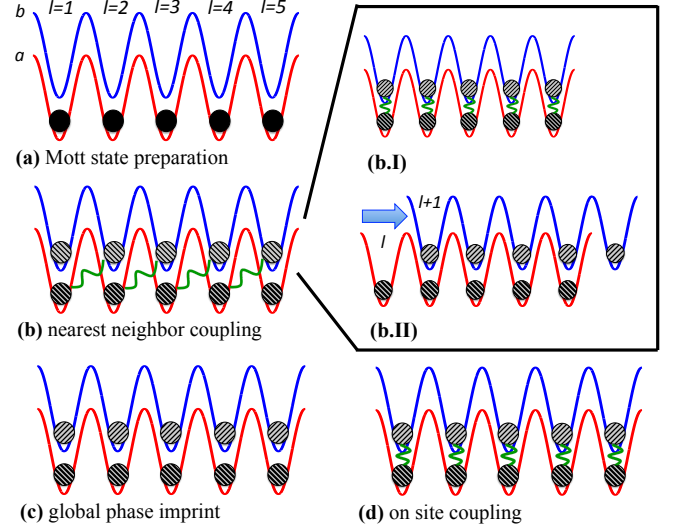 b l=1 l=2 l=3 l=4 l=5
a
(a) Mott state preparation
(b.I)
l+1
l
(b) nearest neighbor coupling
(b.II)
(c) global phase imprint
(d) on site coupling